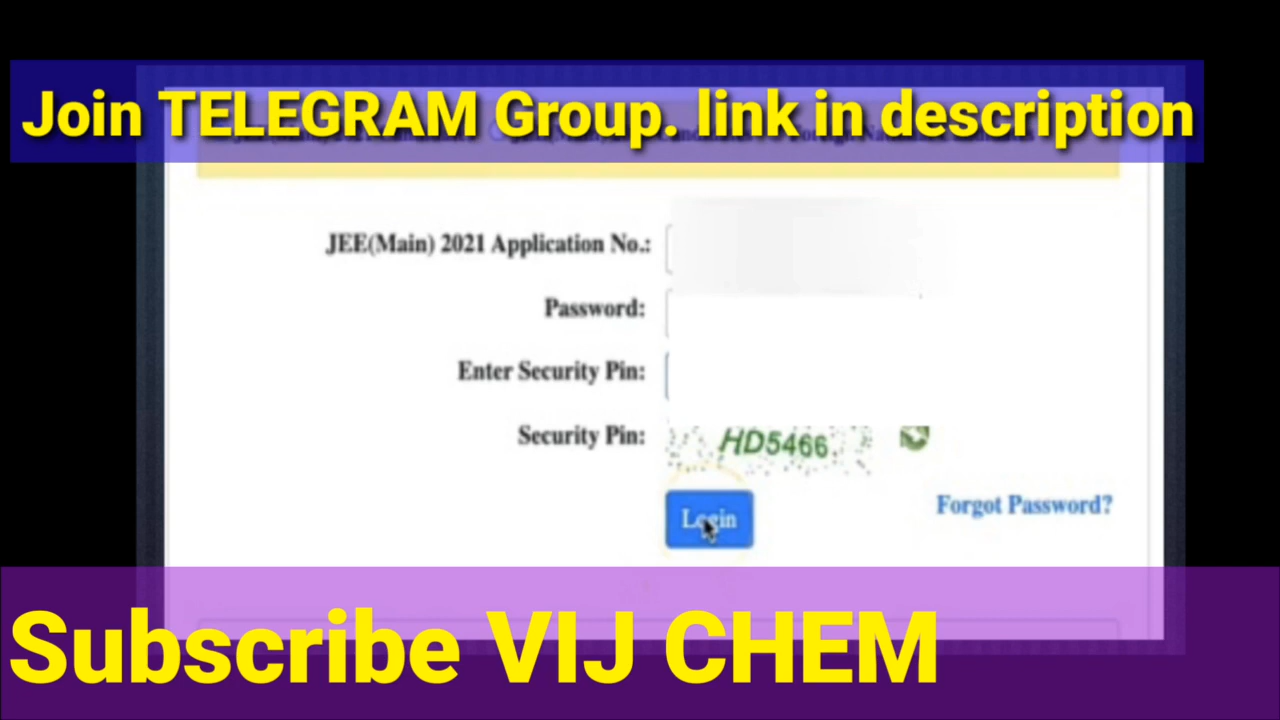 Join TELEGRAM Group. link in description
JEE(Main) 2021 Application No.:
Password:
Enter Security Pin:
Security Pin: HD5466
Login
Forgot Password?
Subscribe VIJ CHEM